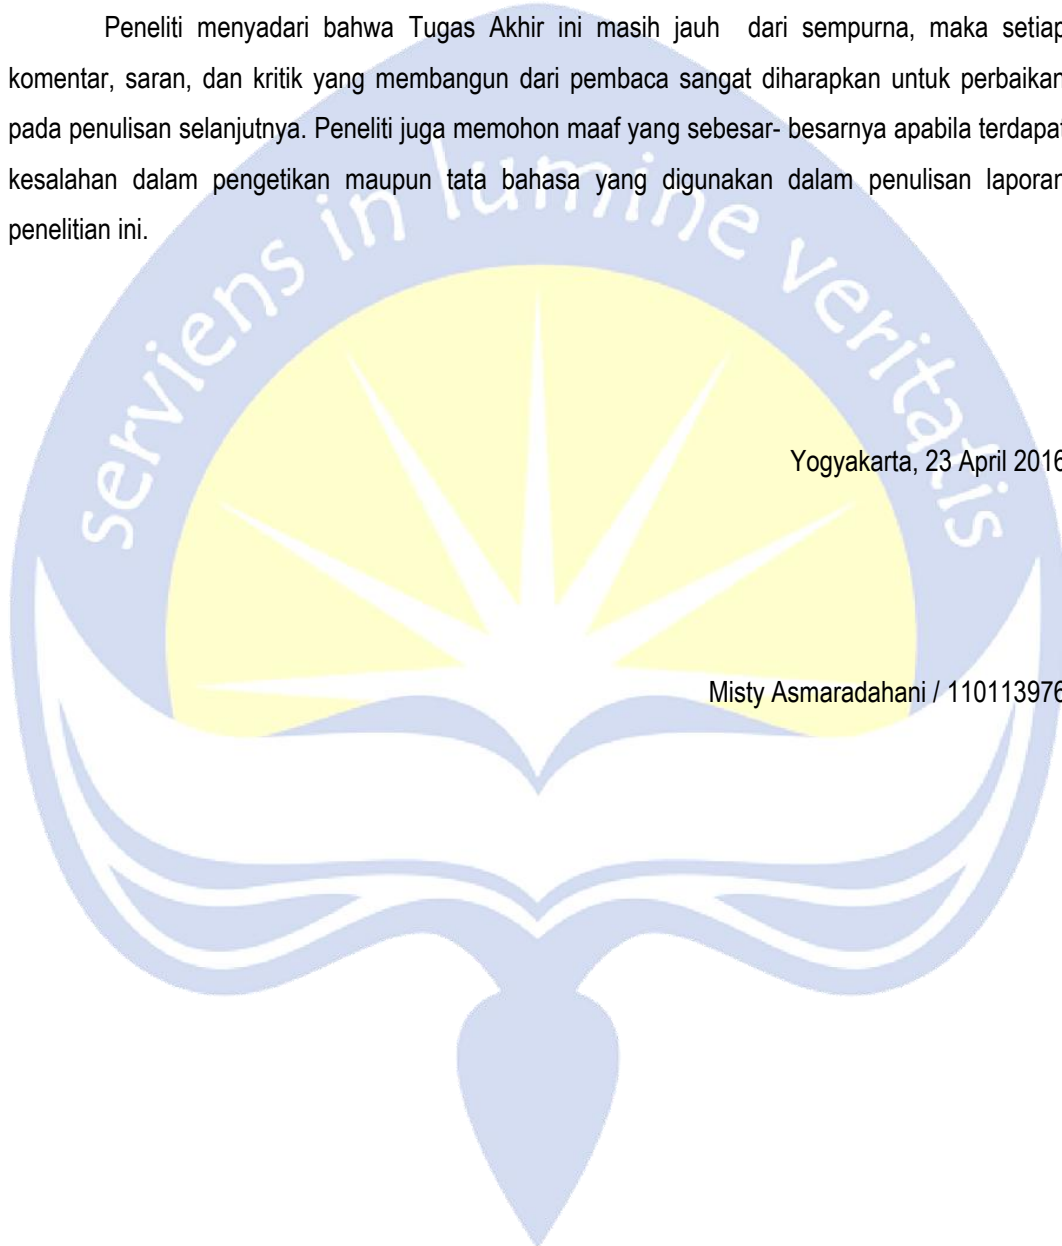 Peneliti menyadari bahwa Tugas Akhir ini masih jauh dari sempurna, maka setiap
komentar, saran, dan kritik yang membangun dari pembaca sangat diharapkan untuk perbaikan
pada penulisan selanjutnya. Peneliti juga memohon maaf yang sebesar- besarnya apabila terdapat
kesalahan dalam pengetikan maupun tata bahasa yang digunakan dalam penulisan laporan
penelitian ini.
serviens in lumine veritatis
Yogyakarta, 23 April 2016
Misty Asmaradahani / 110113976